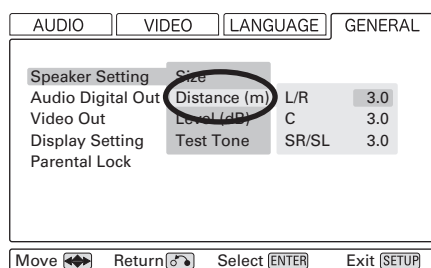 AUDIO VIDEO LANGUAGE GENERAL
Speaker Setting Size
Audio Digital Out Distance (m) L/R 3.0
Video Out Level (dB) C 3.0
Display Setting Test Tone SR/SL 3.0
Parental Lock
Move Return Select ENTER Exit SETUP